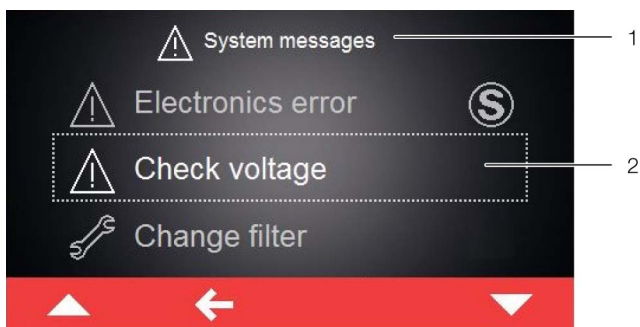 System messages
1
Electronics error S
Check voltage
2
Change filter